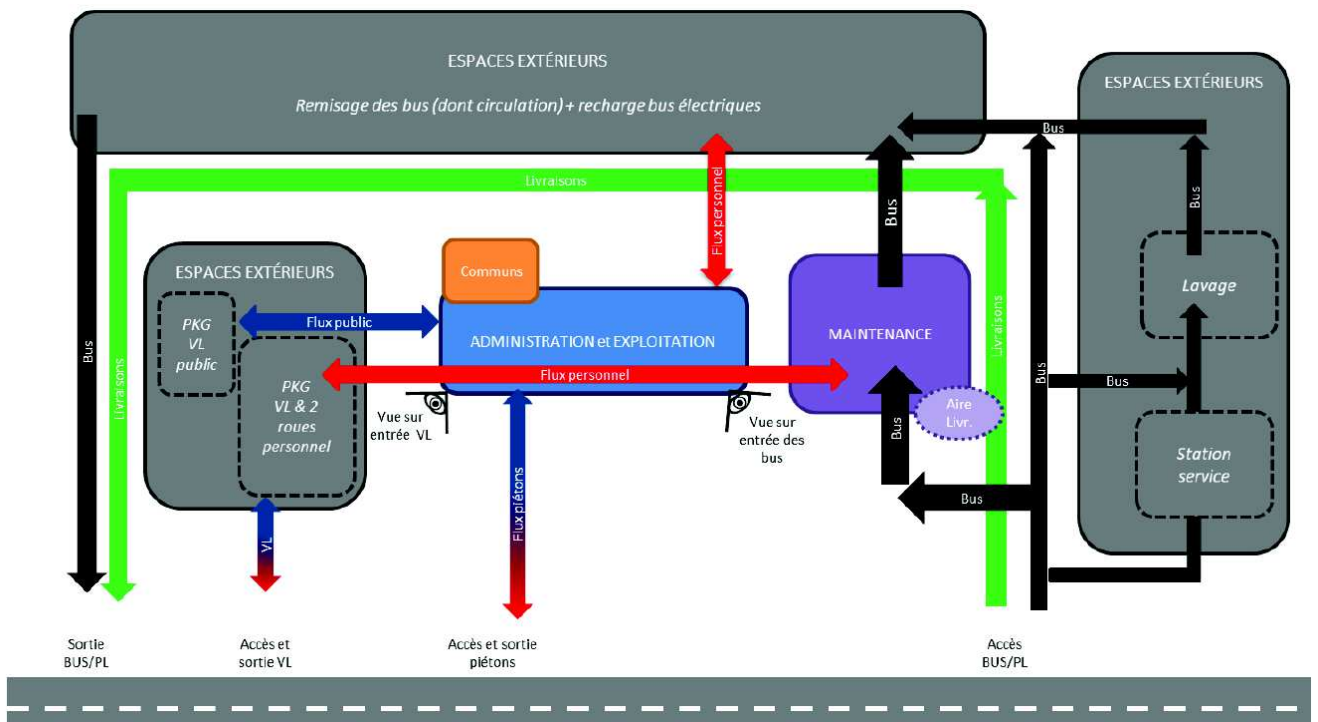 ESPACES EXTÉRIEURS
Remisage des bus (dont circulation) + recharge bus électriques
ESPACES EXTÉRIEURS
Bus
Livraisons
Flux personnel
Bus
Bus
Lavage
ESPACES EXTÉRIEURS
Communs
PKG
VL
public
Flux public
ADMINISTRATION et EXPLOITATION
MAINTENANCE
Livraisons
Bus
Bus
Bus
Livraisons
Flux personnel
PKG
VL & 2
roues
personnel
Vue sur
entrée VL
Vue sur
entrée des
bus
Aire
Livr.
Bus
Station
service
Bus
Flux piétons
VL
Sortie
BUS/PL
Accès et
sortie VL
Accès et sortie
piétons
Accès
BUS/PL